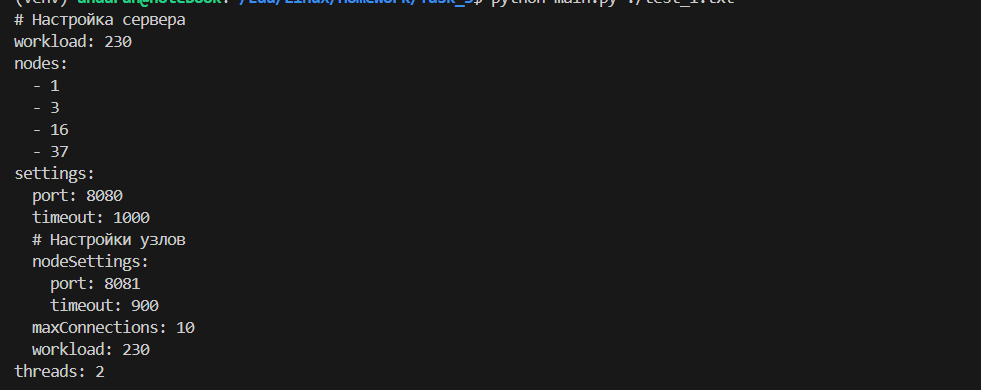 # Настройка сервера
workload: 230
nodes:
  - 1
  - 3
  - 16
  - 37
settings:
  port: 8080
  timeout: 1000
  # Настройки узлов
  nodeSettings:
    port: 8081
    timeout: 900
  maxConnections: 10
  workload: 230
threads: 2